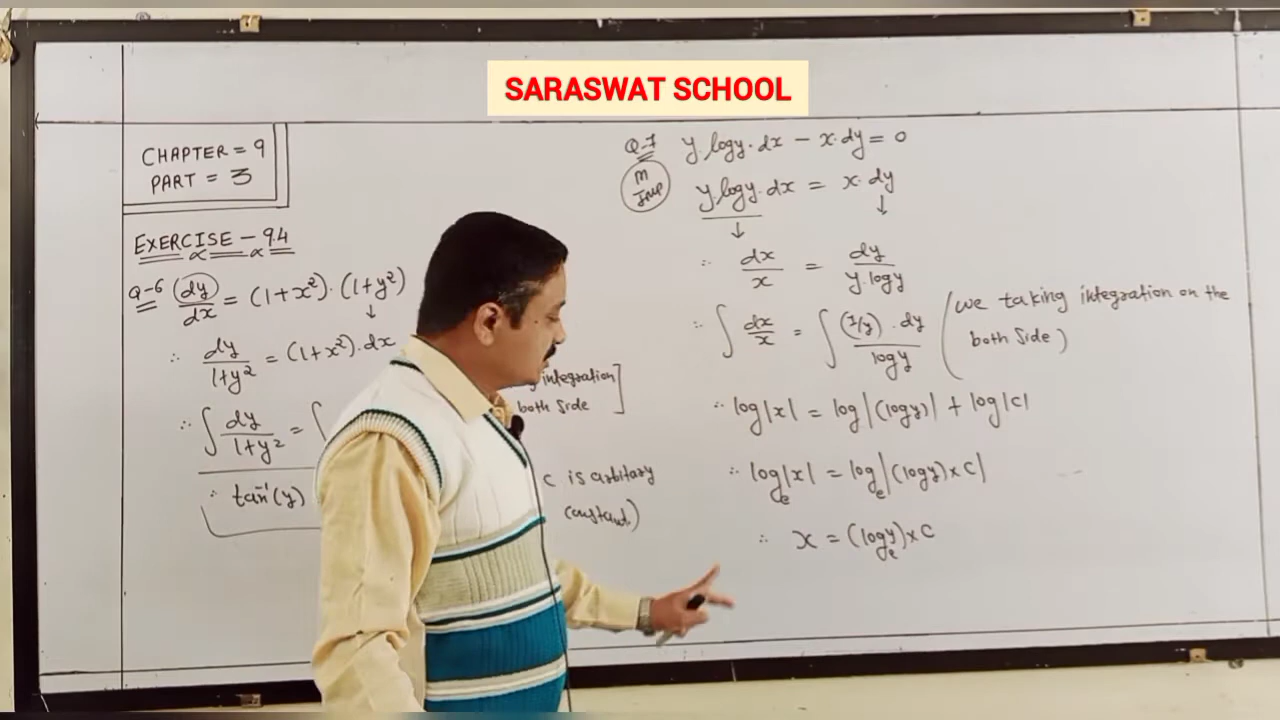 SARASWAT SCHOOL
CHAPTER = 9
PART = 3
EXERCISE - 9.4
Q-6 dy/dx = (1+x²).(1+y²)
∴ dy/1+y² = (1+x²).dx
integration
both side
∴ ∫ dy/1+y² = ∫
∴ tan⁻¹(y)
C is arbitary
constant.)
Q-7 y.logy.dx - x.dy = 0
M Imp
y.logy.dx = x.dy
∴ dx/x = dy/y.logy
∴ ∫ dx/x = ∫ (1/y).dy/logy (we taking integration on the
both side)
∴ log|x| = log|(logy)| + log|c|
∴ logₑ|x| = logₑ|(logy)×C|
∴ x = (logₑy)×C